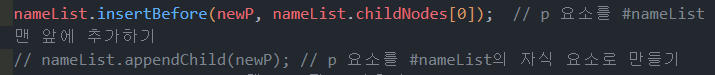 nameList.insertBefore(newP, nameList.childNodes[0]);  // p 요소를 #nameList
맨 앞에 추가하기
// nameList.appendChild(newP); // p 요소를 #nameList의 자식 요소로 만들기